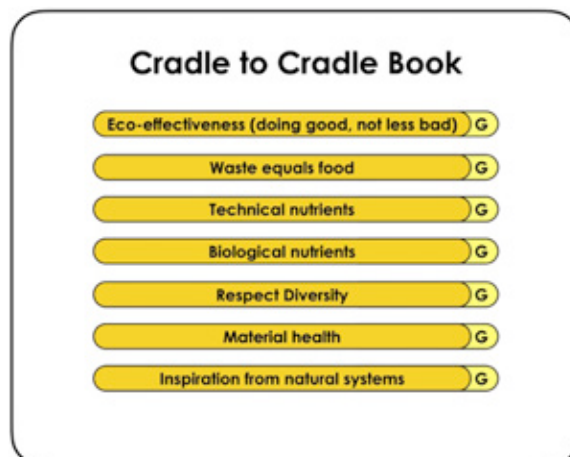 Cradle to Cradle Book
Eco-effectiveness (doing good, not less bad) G
Waste equals food G
Technical nutrients G
Biological nutrients G
Respect Diversity G
Material health G
Inspiration from natural systems G